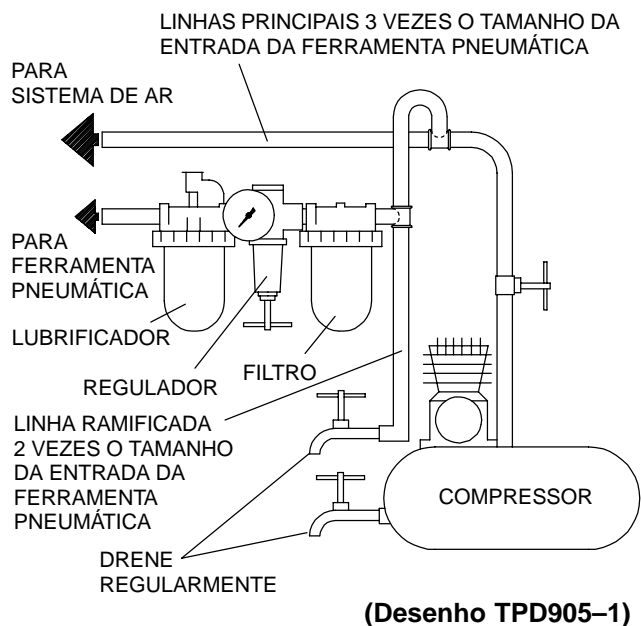 LINHAS PRINCIPAIS 3 VEZES O TAMANHO DA
ENTRADA DA FERRAMENTA PNEUMÁTICA
PARA
SISTEMA DE AR
PARA
FERRAMENTA
PNEUMÁTICA
LUBRIFICADOR
REGULADOR
FILTRO
LINHA RAMIFICADA
2 VEZES O TAMANHO
DA ENTRADA DA
FERRAMENTA
PNEUMÁTICA
COMPRESSOR
DRENE
REGULARMENTE
(Desenho TPD905–1)